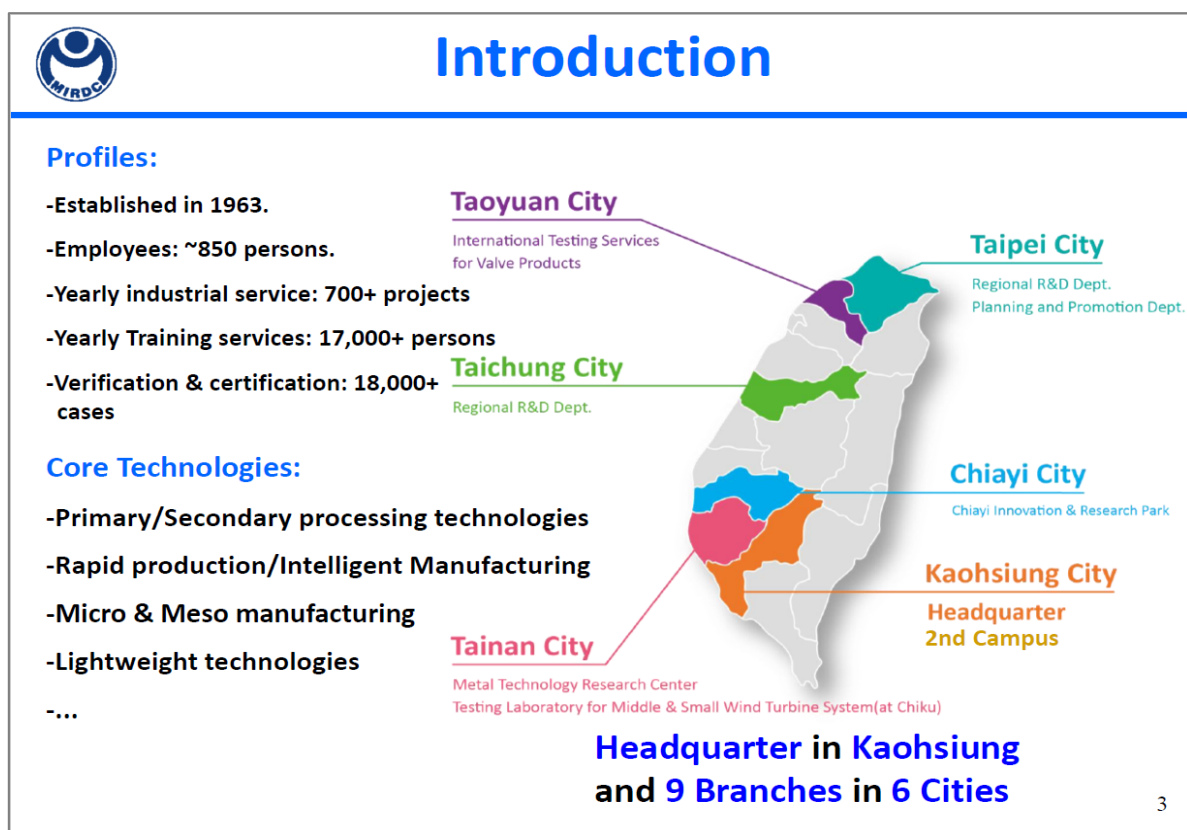 MIRDC
Introduction
Profiles:
-Established in 1963.
-Employees: ~850 persons.
-Yearly industrial service: 700+ projects
-Yearly Training services: 17,000+ persons
-Verification & certification: 18,000+
cases
Core Technologies:
-Primary/Secondary processing technologies
-Rapid production/Intelligent Manufacturing
-Micro & Meso manufacturing
-Lightweight technologies
-...
Taoyuan City
International Testing Services
for Valve Products
Taipei City
Regional R&D Dept.
Planning and Promotion Dept.
Taichung City
Regional R&D Dept.
Chiayi City
Chiayi Innovation & Research Park
Kaohsiung City
Headquarter
2nd Campus
Tainan City
Metal Technology Research Center
Testing Laboratory for Middle & Small Wind Turbine System(at Chiku)
Headquarter in Kaohsiung
and 9 Branches in 6 Cities
3